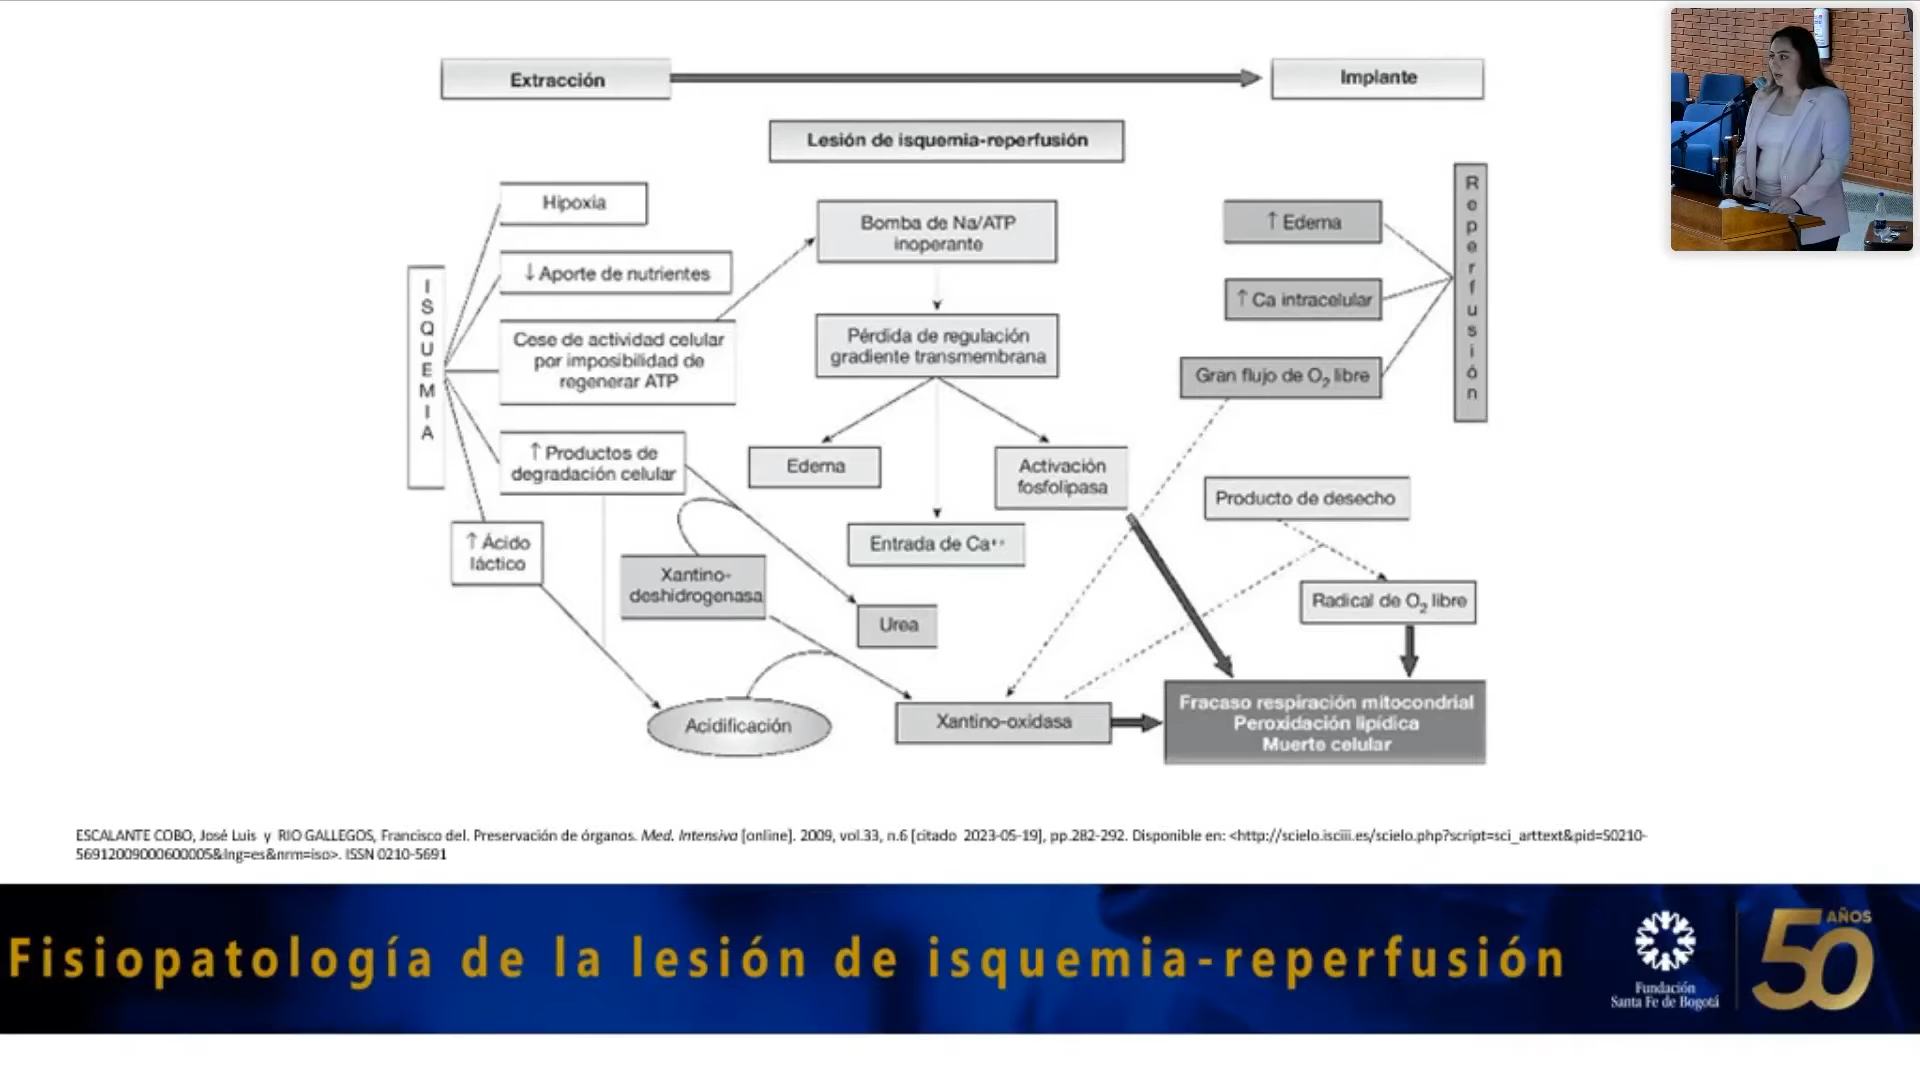 Extracción
Implante
Lesión de isquemia-reperfusión
ISQUEMIA
Hipoxia
↓ Aporte de nutrientes
Cese de actividad celular
por imposibilidad de
regenerar ATP
↑ Productos de
degradación celular
↑ Ácido
láctico
Bomba de Na/ATP
inoperante
Pérdida de regulación
gradiente transmembrana
Edema
Activación
fosfolipasa
Entrada de Ca++
Xantino-
deshidrogenasa
Urea
Acidificación
Xantino-oxidasa
↑ Edema
↑ Ca intracelular
Gran flujo de O₂ libre
Reperfusión
Producto de desecho
Radical de O₂ libre
Fracaso respiración mitocondrial
Peroxidación lipídica
Muerte celular
ESCALANTE COBO, José Luis y RIO GALLEGOS, Francisco del. Preservación de órganos. Med. Intensiva [online]. 2009, vol.33, n.6 [citado 2023-05-19], pp.282-292. Disponible en: <http://scielo.isciii.es/scielo.php?script=sci_arttext&pid=S0210-
56912009000600005&lng=es&nrm=iso>. ISSN 0210-5691
Fisiopatología de la lesión de isquemia-reperfusión
Fundación
Santa Fe de Bogotá
50 AÑOS